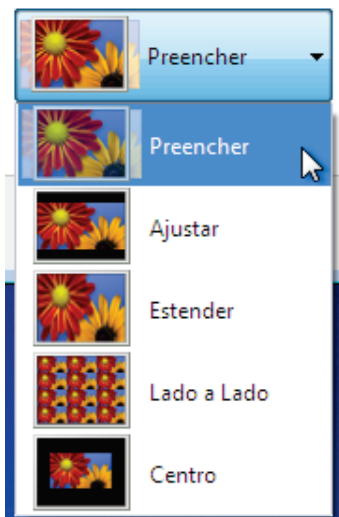 Preencher
Preencher
Ajustar
Estender
Lado a Lado
Centro